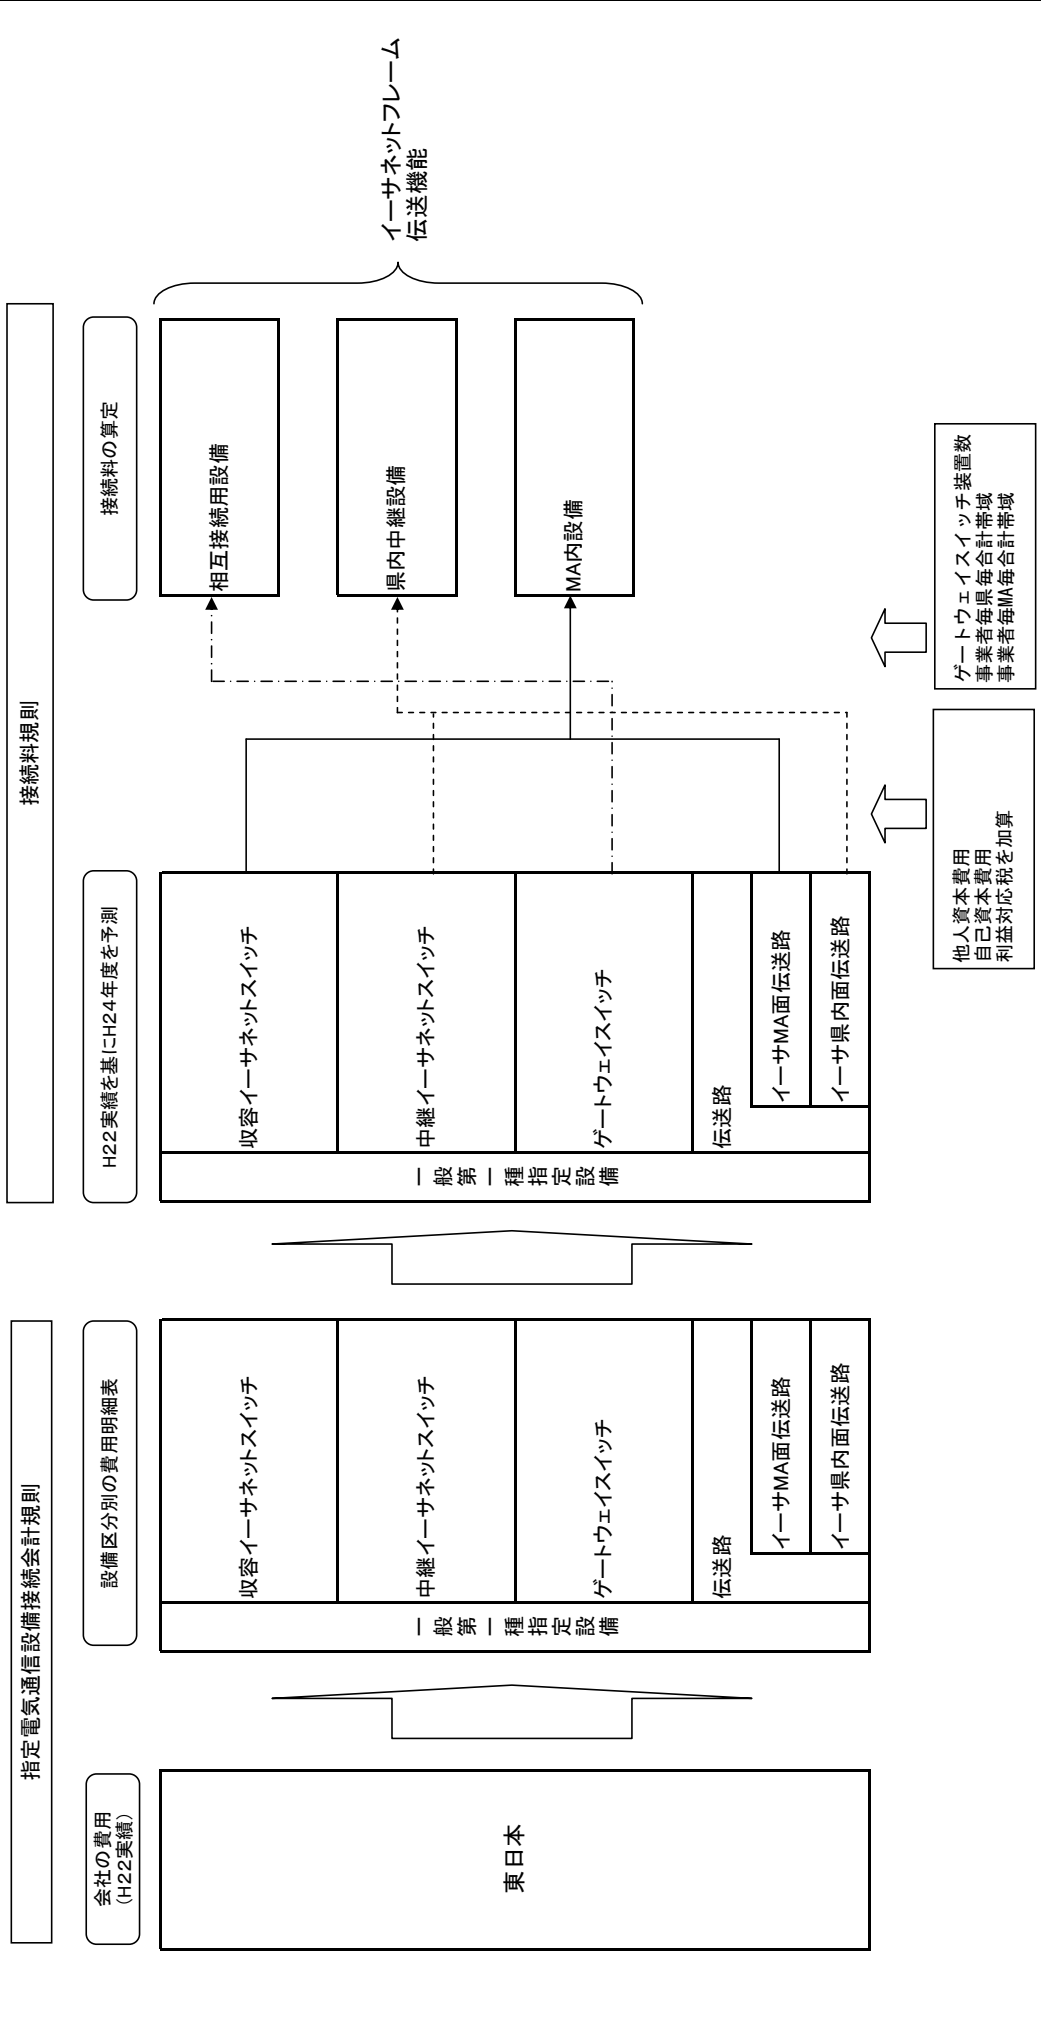 指定電気通信設備接続会計規則
接続料規則
会社の費用
（H22実績）
設備区分別の費用明細表
H22実績を基にH24年度を予測
接続料の算定
東日本
一般第一種指定設備
収容イーサネットスイッチ
中継イーサネットスイッチ
ゲートウェイスイッチ
伝送路
イーサMA面伝送路
イーサ県内面伝送路
一般第一種指定設備
収容イーサネットスイッチ
中継イーサネットスイッチ
ゲートウェイスイッチ
伝送路
イーサMA面伝送路
イーサ県内面伝送路
相互接続用設備
県内中継設備
MA内設備
イーサネットフレーム
伝送機能
他人資本費用
自己資本費用
利益対応税を加算
ゲートウェイスイッチ装置数
事業者毎県毎合計帯域
事業者毎MA毎合計帯域